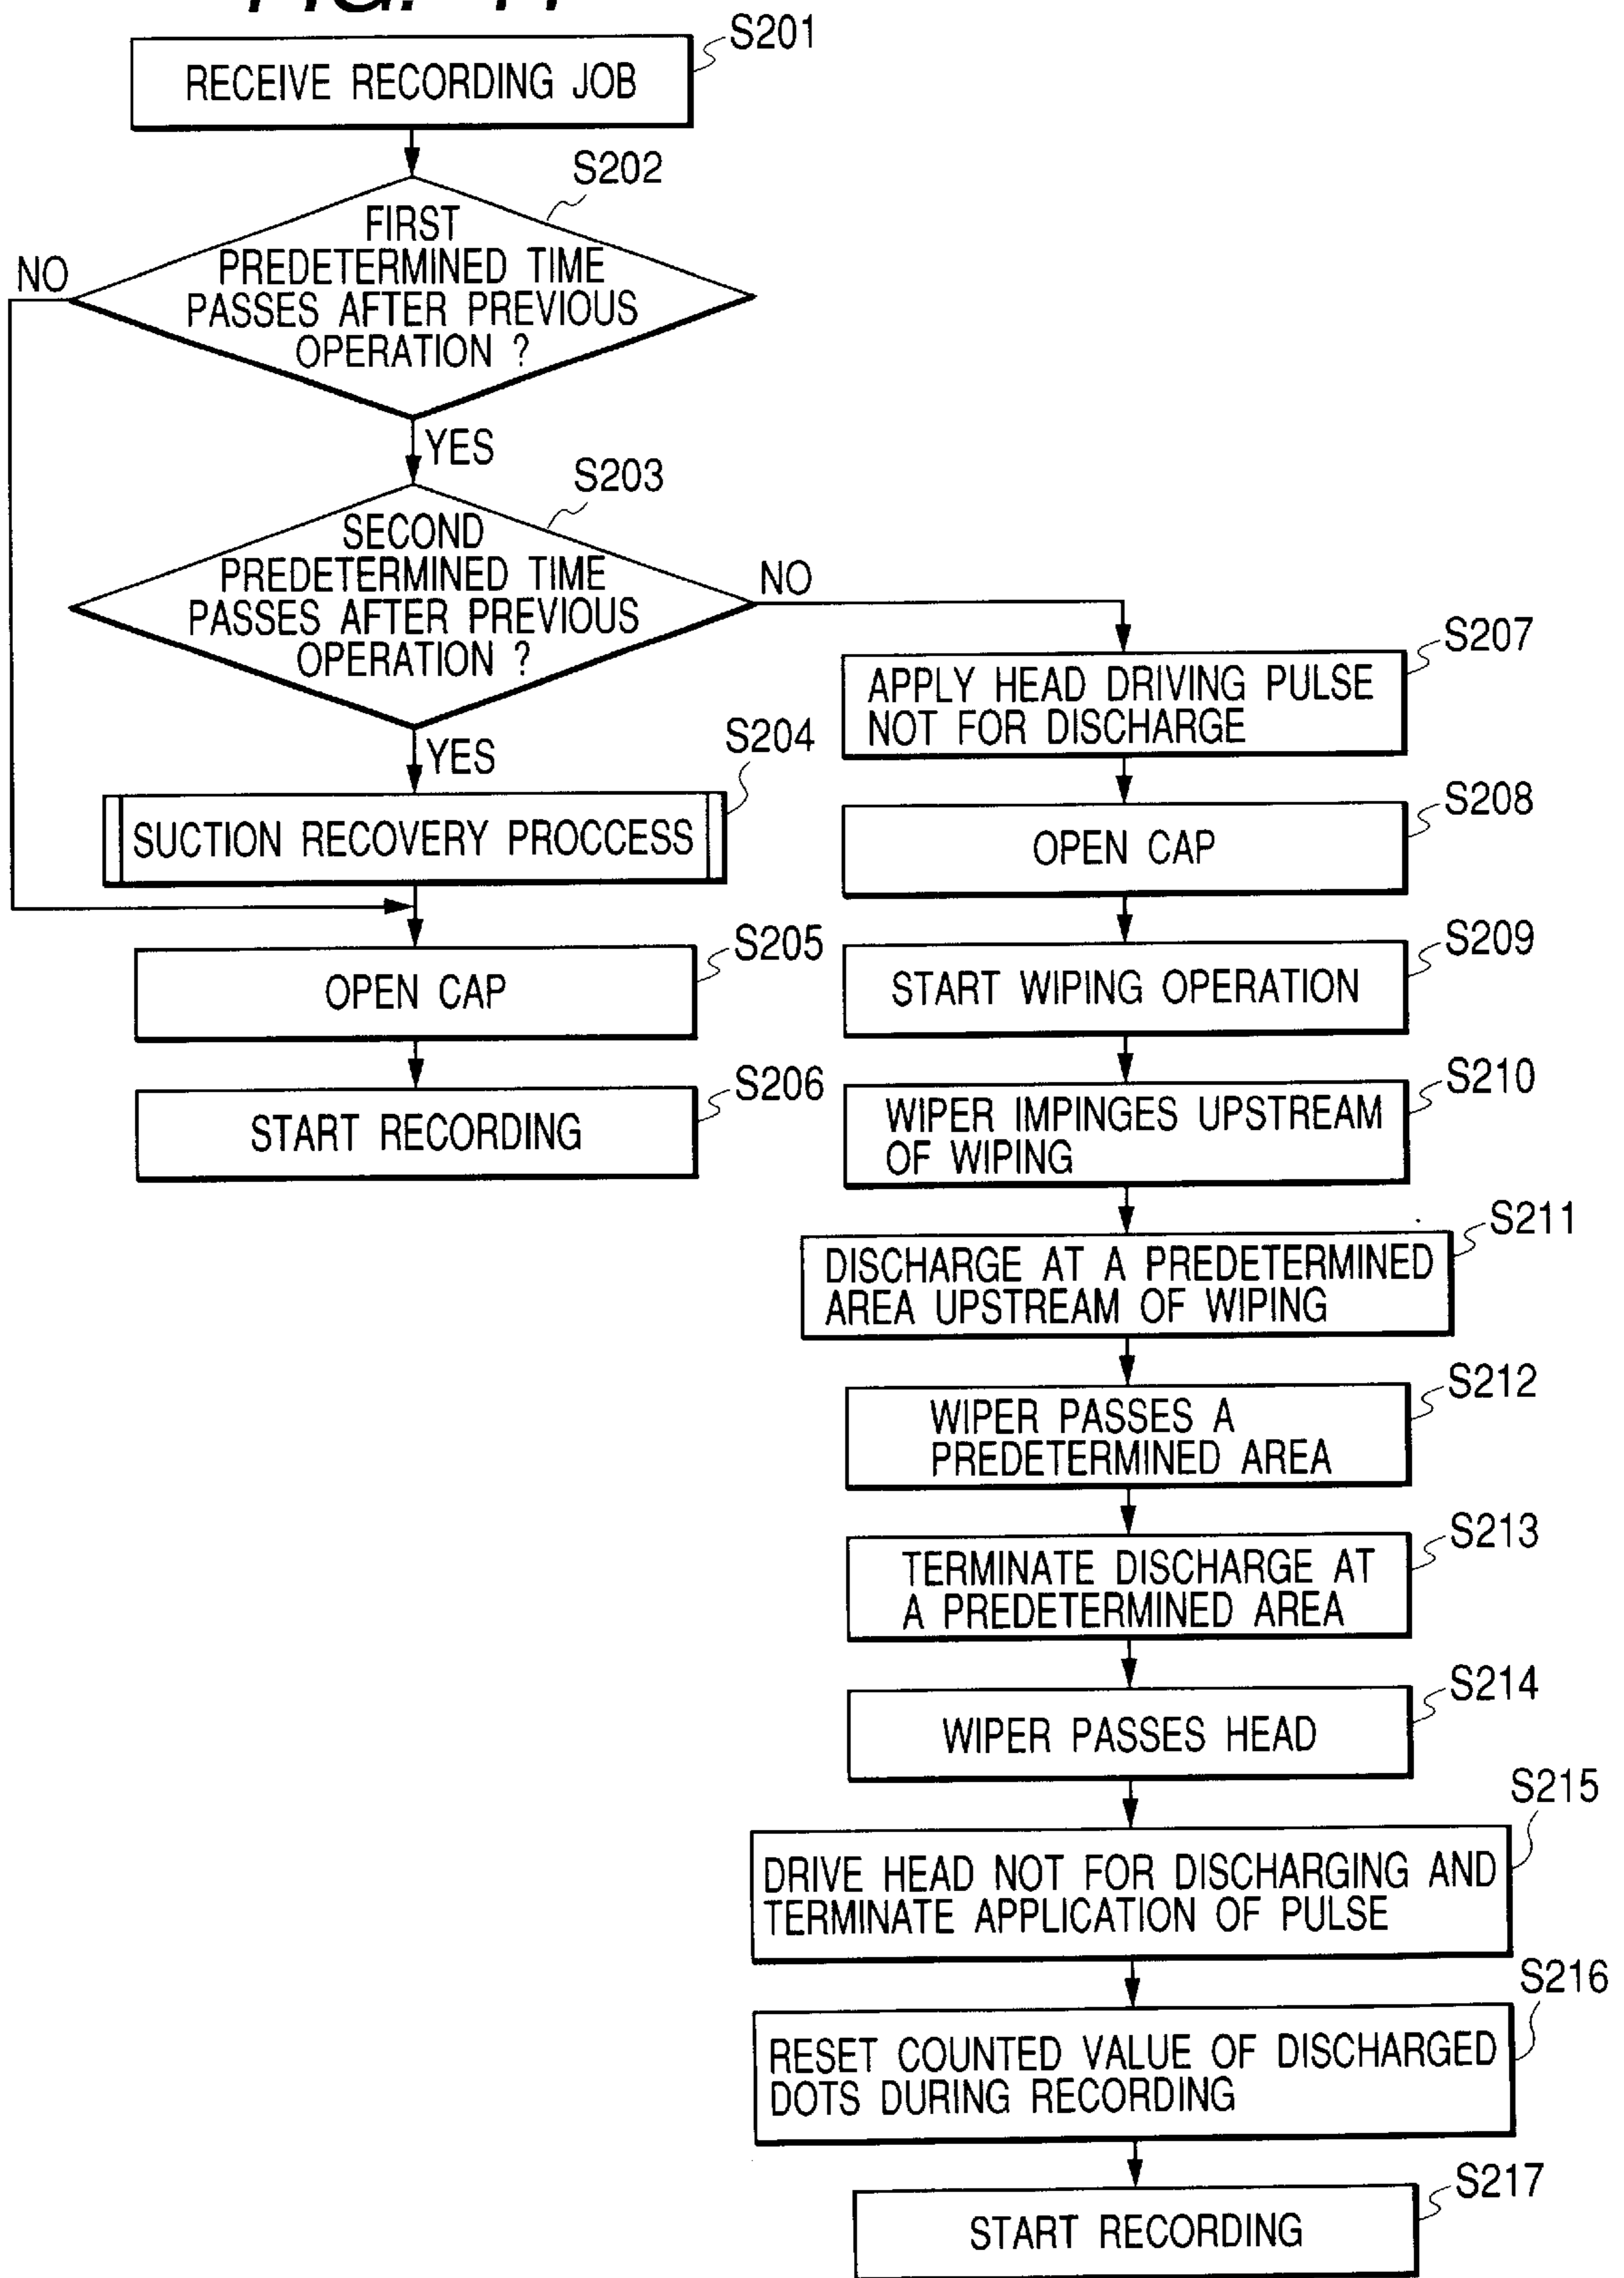 S201
RECEIVE RECORDING JOB
S202
FIRST
PREDETERMINED TIME
PASSES AFTER PREVIOUS
OPERATION ?
NO
YES
S203
SECOND
PREDETERMINED TIME
PASSES AFTER PREVIOUS
OPERATION ?
NO
YES
S204
SUCTION RECOVERY PROCCESS
S205
OPEN CAP
S206
START RECORDING
S207
APPLY HEAD DRIVING PULSE
NOT FOR DISCHARGE
S208
OPEN CAP
S209
START WIPING OPERATION
S210
WIPER IMPINGES UPSTREAM
OF WIPING
S211
DISCHARGE AT A PREDETERMINED
AREA UPSTREAM OF WIPING
S212
WIPER PASSES A
PREDETERMINED AREA
S213
TERMINATE DISCHARGE AT
A PREDETERMINED AREA
S214
WIPER PASSES HEAD
S215
DRIVE HEAD NOT FOR DISCHARGING AND
TERMINATE APPLICATION OF PULSE
S216
RESET COUNTED VALUE OF DISCHARGED
DOTS DURING RECORDING
S217
START RECORDING